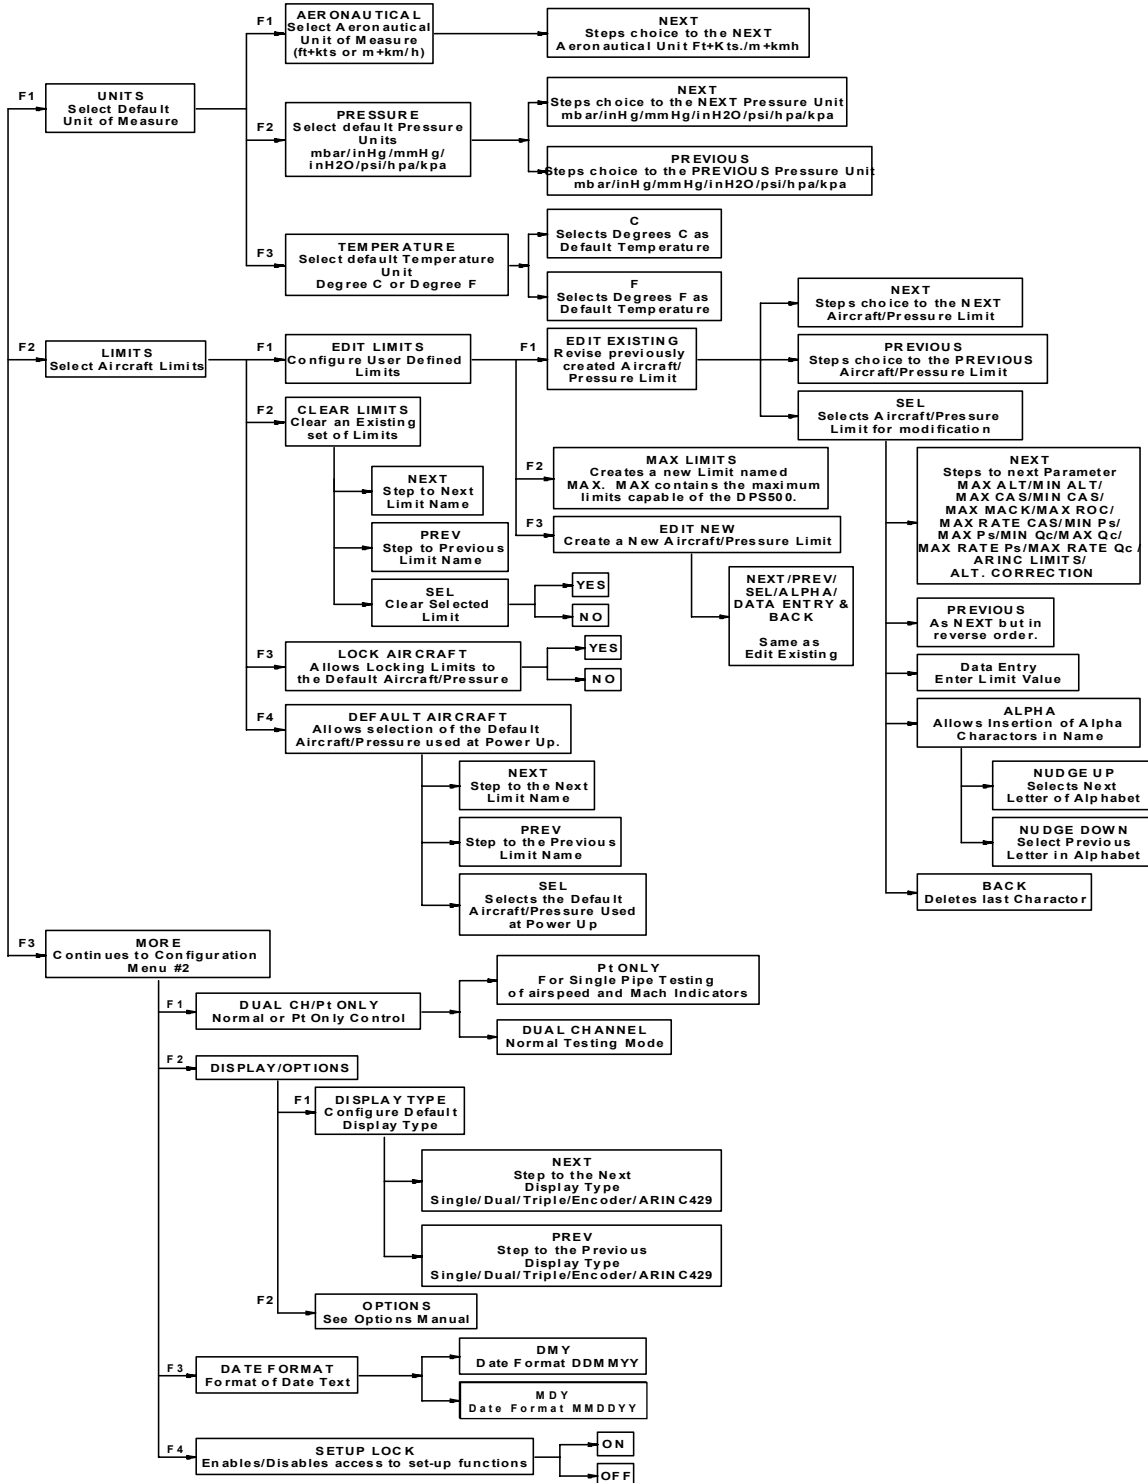 F1
AERONAUTICAL
Select Aeronautical
Unit of Measure
(ft+kts or m+km/h)
NEXT
Steps choice to the NEXT
Aeronautical Unit Ft+Kts./m+kmh
F1
UNITS
Select Default
Unit of Measure
F2
PRESSURE
Select default Pressure
Units
mbar/inHg/mmHg/
inH2O/psi/hpa/kpa
NEXT
Steps choice to the NEXT Pressure Unit
mbar/inHg/mmHg/inH2O/psi/hpa/kpa
PREVIOUS
Steps choice to the PREVIOUS Pressure Unit
mbar/inHg/mmHg/inH2O/psi/hpa/kpa
F3
TEMPERATURE
Select default Temperature
Unit
Degree C or Degree F
C
Selects Degrees C as
Default Temperature
F
Selects Degrees F as
Default Temperature
F2
LIMITS
Select Aircraft Limits
F1
EDIT LIMITS
Configure User Defined
Limits
F1
EDIT EXISTING
Revise previously
created Aircraft/
Pressure Limit
NEXT
Steps choice to the NEXT
Aircraft/Pressure Limit
PREVIOUS
Steps choice to the PREVIOUS
Aircraft/Pressure Limit
SEL
Selects Aircraft/Pressure
Limit for modification
NEXT
Steps to next Parameter
MAX ALT/MIN ALT/
MAX CAS/MIN CAS/
MAX MACK/MAX ROC/
MAX RATE CAS/MIN Ps/
MAX Ps/MIN Qc/MAX Qc/
MAX RATE Ps/MAX RATE Qc/
ARINC LIMITS/
ALT. CORRECTION
PREVIOUS
As NEXT but in
reverse order.
Data Entry
Enter Limit Value
ALPHA
Allows Insertion of Alpha
Charactors in Name
NUDGE UP
Selects Next
Letter of Alphabet
NUDGE DOWN
Select Previous
Letter in Alphabet
BACK
Deletes last Charactor
F2
MAX LIMITS
Creates a new Limit named
MAX. MAX contains the maximum
limits capable of the DPS500.
F3
EDIT NEW
Create a New Aircraft/Pressure Limit
NEXT/PREV/
SEL/ALPHA/
DATA ENTRY &
BACK
Same as
Edit Existing
F2
CLEAR LIMITS
Clear an Existing
set of Limits
NEXT
Step to Next
Limit Name
PREV
Step to Previous
Limit Name
SEL
Clear Selected
Limit
YES
NO
F3
LOCK AIRCRAFT
Allows Locking Limits to
the Default Aircraft/Pressure
YES
NO
F4
DEFAULT AIRCRAFT
Allows selection of the Default
Aircraft/Pressure used at Power Up.
NEXT
Step to the Next
Limit Name
PREV
Step to the Previous
Limit Name
SEL
Selects the Default
Aircraft/Pressure Used
at Power Up
F3
MORE
Continues to Configuration
Menu #2
F1
DUAL CH/Pt ONLY
Normal or Pt Only Control
Pt ONLY
For Single Pipe Testing
of airspeed and Mach Indicators
DUAL CHANNEL
Normal Testing Mode
F2
DISPLAY/OPTIONS
F1
DISPLAY TYPE
Configure Default
Display Type
NEXT
Step to the Next
Display Type
Single/Dual/Triple/Encoder/ARINC429
PREV
Step to the Previous
Display Type
Single/Dual/Triple/Encoder/ARINC429
F2
OPTIONS
See Options Manual
F3
DATE FORMAT
Format of Date Text
DMY
Date Format DDMMYY
MDY
Date Format MMDDYY
F4
SETUP LOCK
Enables/Disables access to set-up functions
ON
OFF